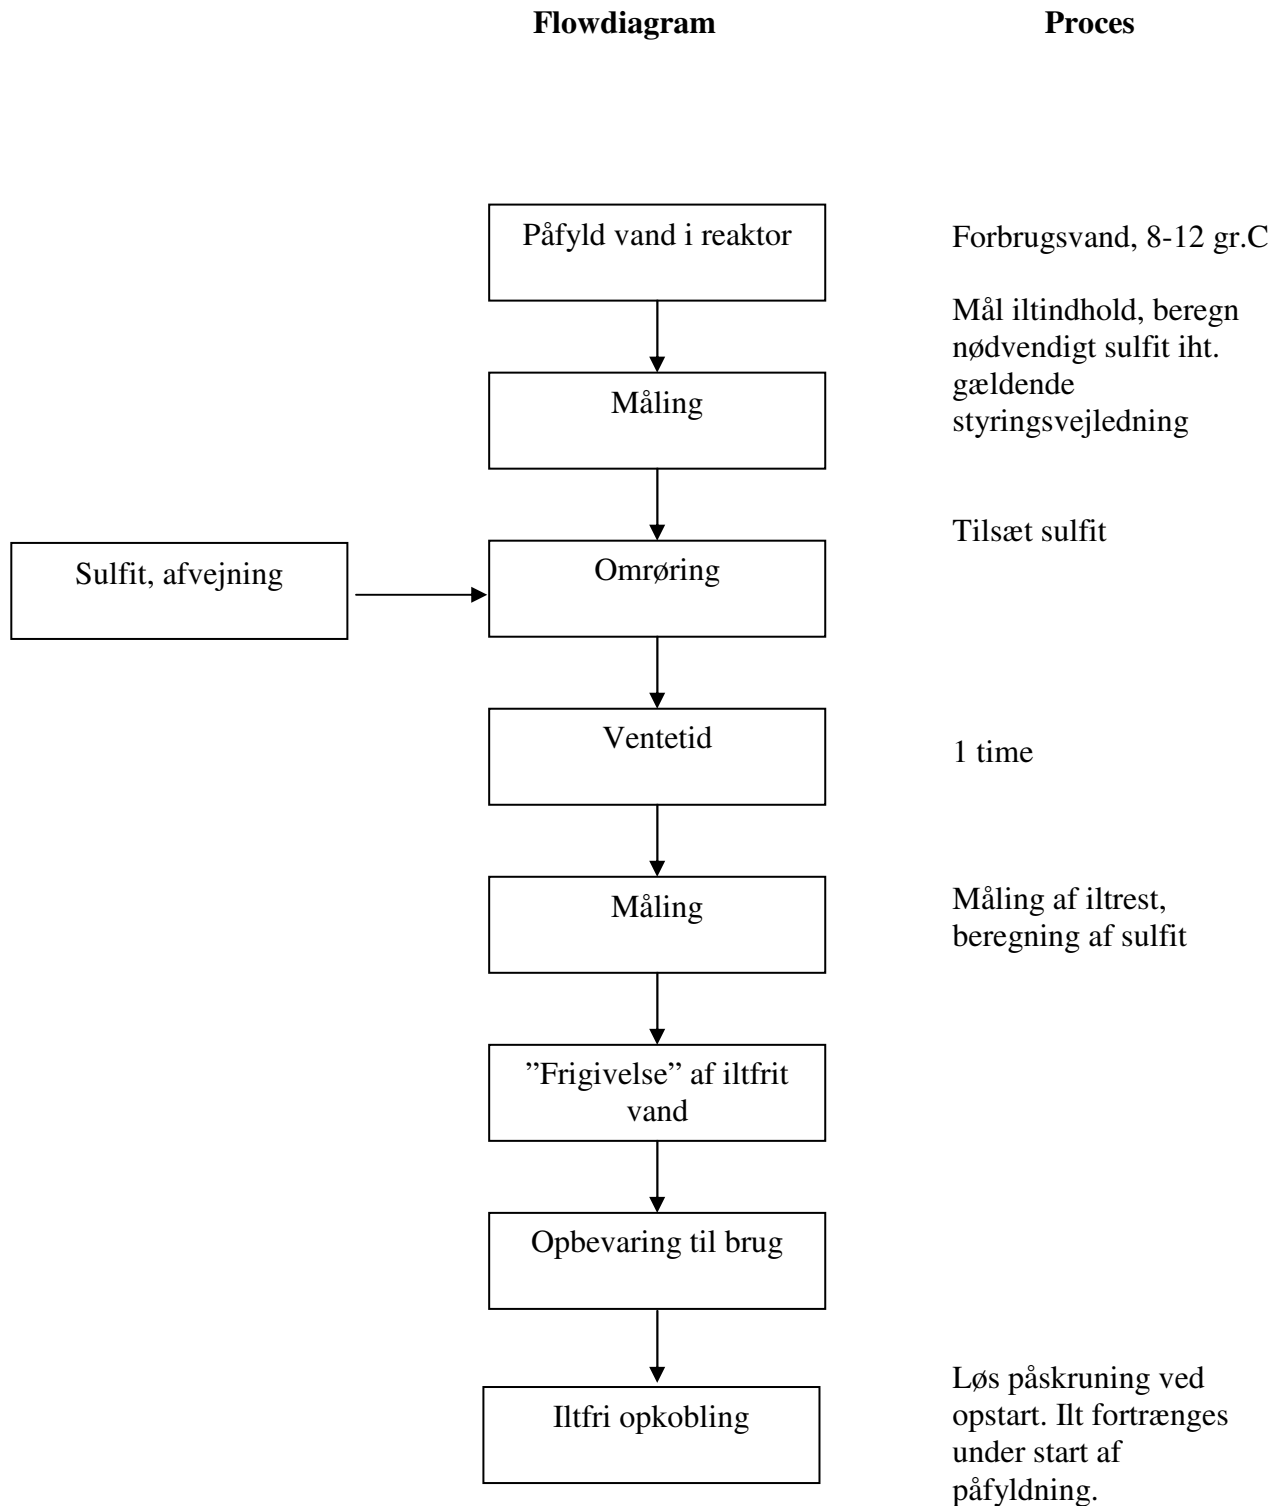 Flowdiagram Proces
Påfyld vand i reaktor
Forbrugsvand, 8-12 gr.C
Mål iltindhold, beregn
nødvendigt sulfit iht.
gældende
styringsvejledning
Måling
Tilsæt sulfit
Sulfit, afvejning
Omrøring
Ventetid
1 time
Måling
Måling af iltrest,
beregning af sulfit
”Frigivelse” af iltfrit
vand
Opbevaring til brug
Iltfri opkobling
Løs påskruning ved
opstart. Ilt fortrænges
under start af
påfyldning.